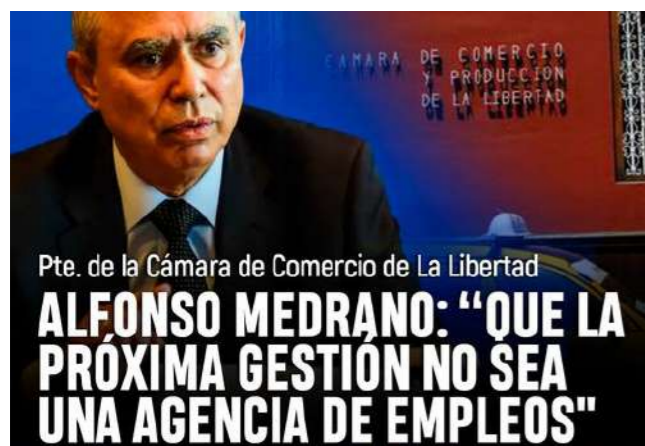 CAMARA DE COMERCIO
Y PRODUCCION
DE LA LIBERTAD
Pte. de la Cámara de Comercio de La Libertad
ALFONSO MEDRANO: “QUE LA
PRÓXIMA GESTIÓN NO SEA
UNA AGENCIA DE EMPLEOS"